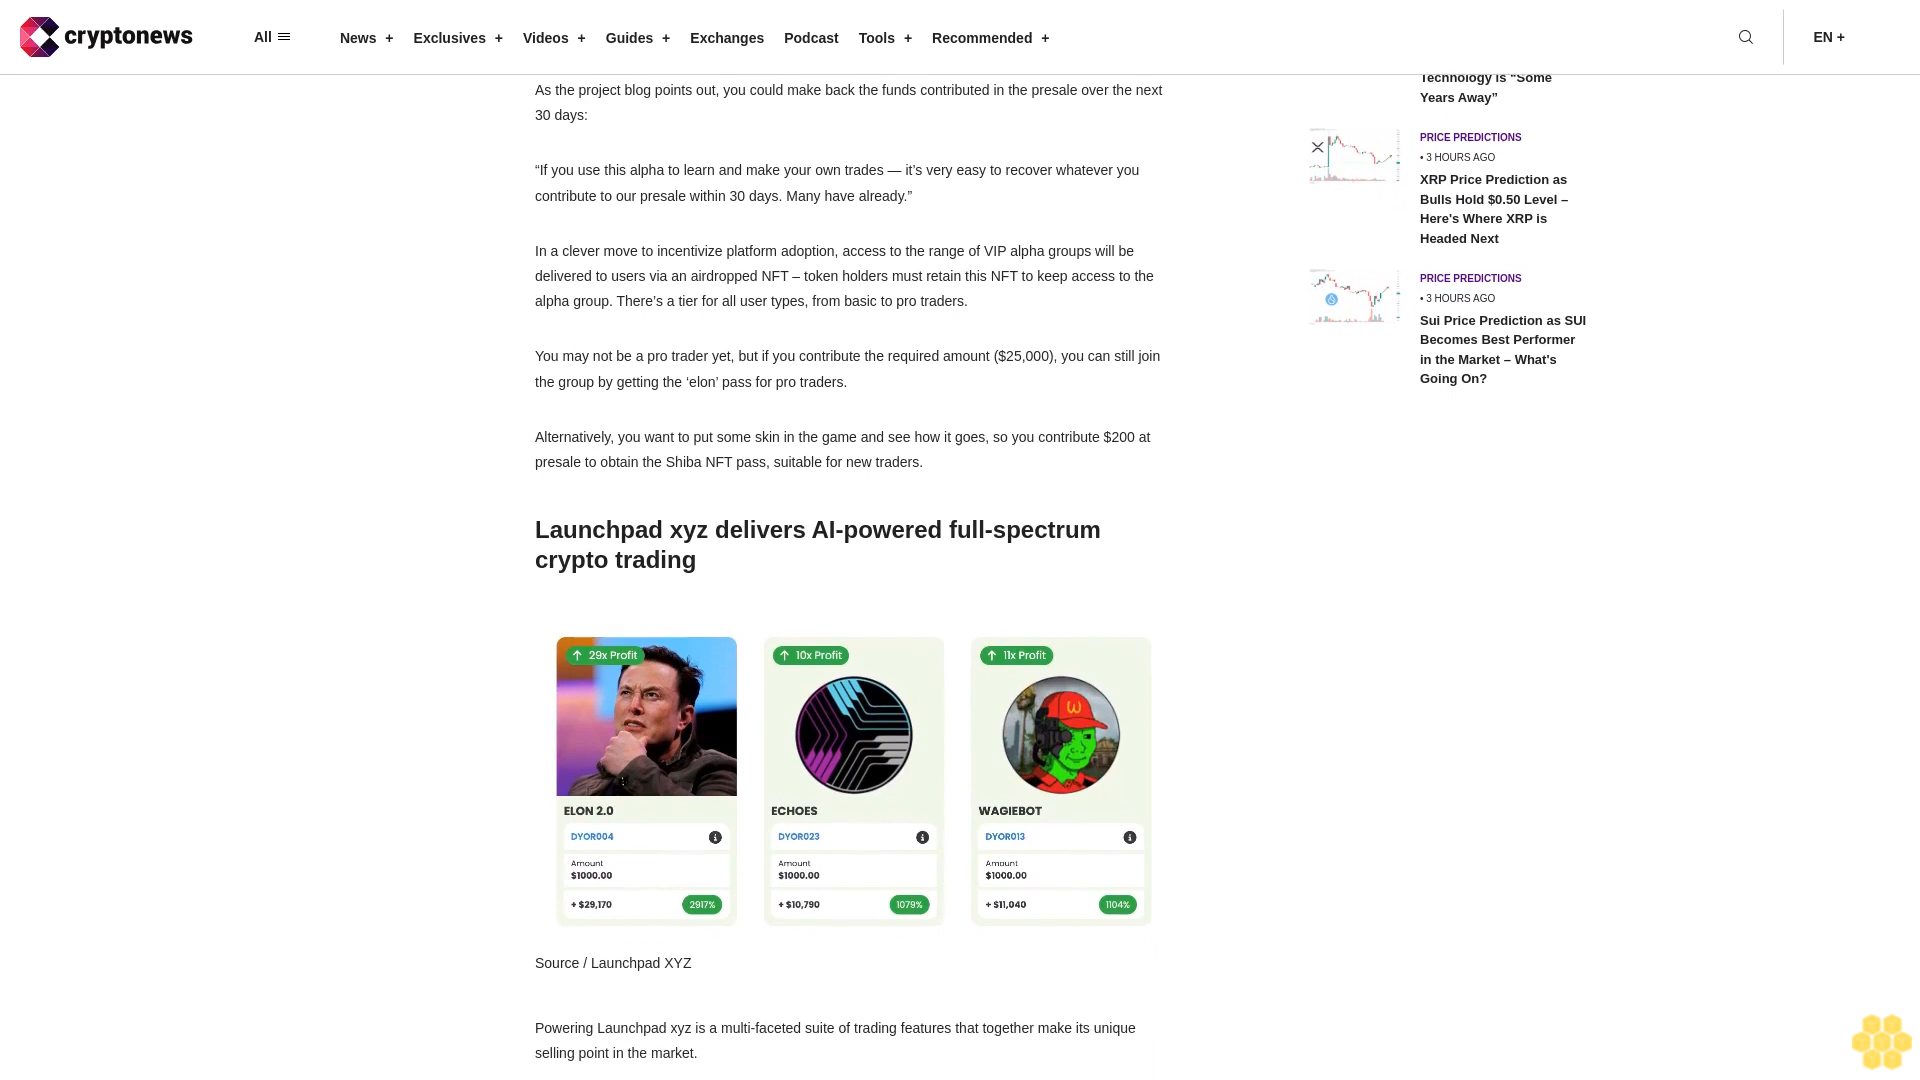 cryptonews
All
News +
Exclusives +
Videos +
Guides +
Exchanges
Podcast
Tools +
Recommended +
EN +
As the project blog points out, you could make back the funds contributed in the presale over the next
30 days:
“If you use this alpha to learn and make your own trades — it’s very easy to recover whatever you
contribute to our presale within 30 days. Many have already.”
In a clever move to incentivize platform adoption, access to the range of VIP alpha groups will be
delivered to users via an airdropped NFT – token holders must retain this NFT to keep access to the
alpha group. There’s a tier for all user types, from basic to pro traders.
You may not be a pro trader yet, but if you contribute the required amount ($25,000), you can still join
the group by getting the ‘elon’ pass for pro traders.
Alternatively, you want to put some skin in the game and see how it goes, so you contribute $200 at
presale to obtain the Shiba NFT pass, suitable for new traders.
Launchpad xyz delivers AI-powered full-spectrum
crypto trading
29x Profit
ELON 2.0
DYOR004
Amount
$1000.00
+ $29,170
2917%
10x Profit
ECHOES
DYOR023
Amount
$1000.00
+ $10,790
1079%
11x Profit
WAGIEBOT
DYOR013
Amount
$1000.00
+ $11,040
1104%
Source / Launchpad XYZ
Powering Launchpad xyz is a multi-faceted suite of trading features that together make its unique
selling point in the market.
Technology is “Some
Years Away”
PRICE PREDICTIONS
• 3 HOURS AGO
XRP Price Prediction as
Bulls Hold $0.50 Level –
Here's Where XRP is
Headed Next
PRICE PREDICTIONS
• 3 HOURS AGO
Sui Price Prediction as SUI
Becomes Best Performer
in the Market – What's
Going On?